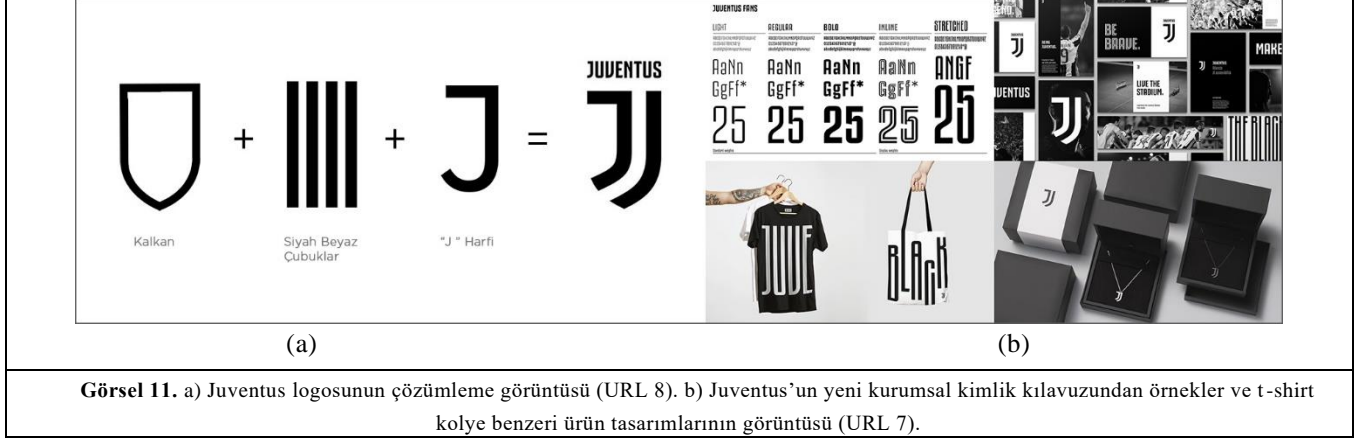 JUVENTUS
+ + =
Kalkan
Siyah Beyaz
Çubuklar
"J " Harfi
JUVENTUS FANS
LIGHT REGULAR BOLD INLINE STRETCHED
AaNn AaNn AaNn AaNn ANGF
GgFf* GgFf* GgFf* GgFf*
25 25 25 25 25
BE
BRAVE.
MAKE
LIVE THE
STADIUM.
VENTUS
THE BLACK
JUVE
BLACK
(a) (b)
Görsel 11. a) Juventus logosunun çözümleme görüntüsü (URL 8). b) Juventus’un yeni kurumsal kimlik kılavuzundan örnekler ve t-shirt
kolye benzeri ürün tasarımlarının görüntüsü (URL 7).